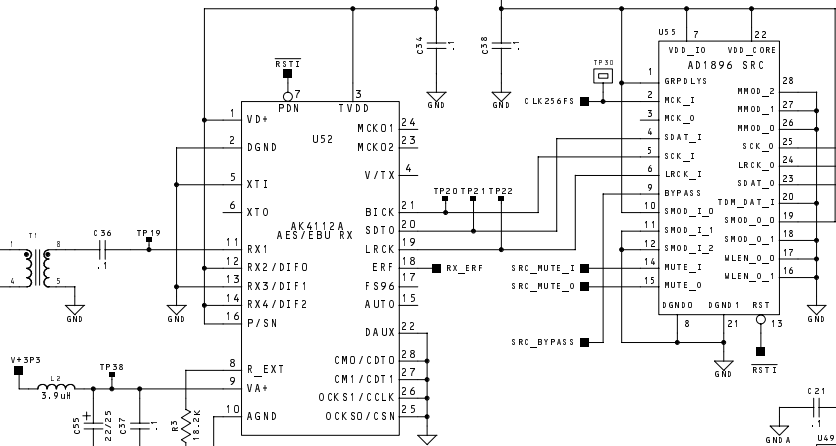 C34
.1
C38
.1
GND
GND
RSTI
7
3
PDN
TVDD
U52
AK4112A
AES/EBU RX
1
VD+
2
DGND
5
XTI
6
XTO
11
RX1
12
RX2/DIF0
13
RX3/DIF1
14
RX4/DIF2
16
P/SN
8
R_EXT
9
VA+
10
AGND
MCKO1
24
MCKO2
23
V/TX
4
BICK
21
SDTO
20
LRCK
19
ERF
18
FS96
17
AUTO
15
DAUX
22
CM0/CDTO
28
CM1/CDT1
27
OCKS1/CCLK
26
OCKS0/CSN
25
T1
1
8
4
5
C36
.1
TP19
GND
GND
TP20
TP21
TP22
RX_ERF
V+3P3
L2
3.9uH
TP38
C55
22/25
C37
.1
R3
18.2K
U55
7
22
VDD_IO
VDD_CORE
AD1896 SRC
TP30
CLK256FS
1
GRPDLYS
2
MCK_I
3
MCK_O
4
SDAT_I
5
SCK_I
6
LRCK_I
9
BYPASS
10
SMOD_I_0
11
SMOD_I_1
12
SMOD_I_2
SRC_MUTE_I
14
MUTE_I
SRC_MUTE_O
15
MUTE_O
SRC_BYPASS
MMOD_2
28
MMOD_1
27
MMOD_0
26
SCK_O
25
LRCK_O
24
SDAT_O
23
TDM_DAT_I
20
SMOD_O_0
19
SMOD_O_1
18
WLEN_O_0
17
WLEN_O_1
16
DGND0
DGND1
RST
8
21
13
GND
GND
RSTI
C21
.1
GNDA
U49